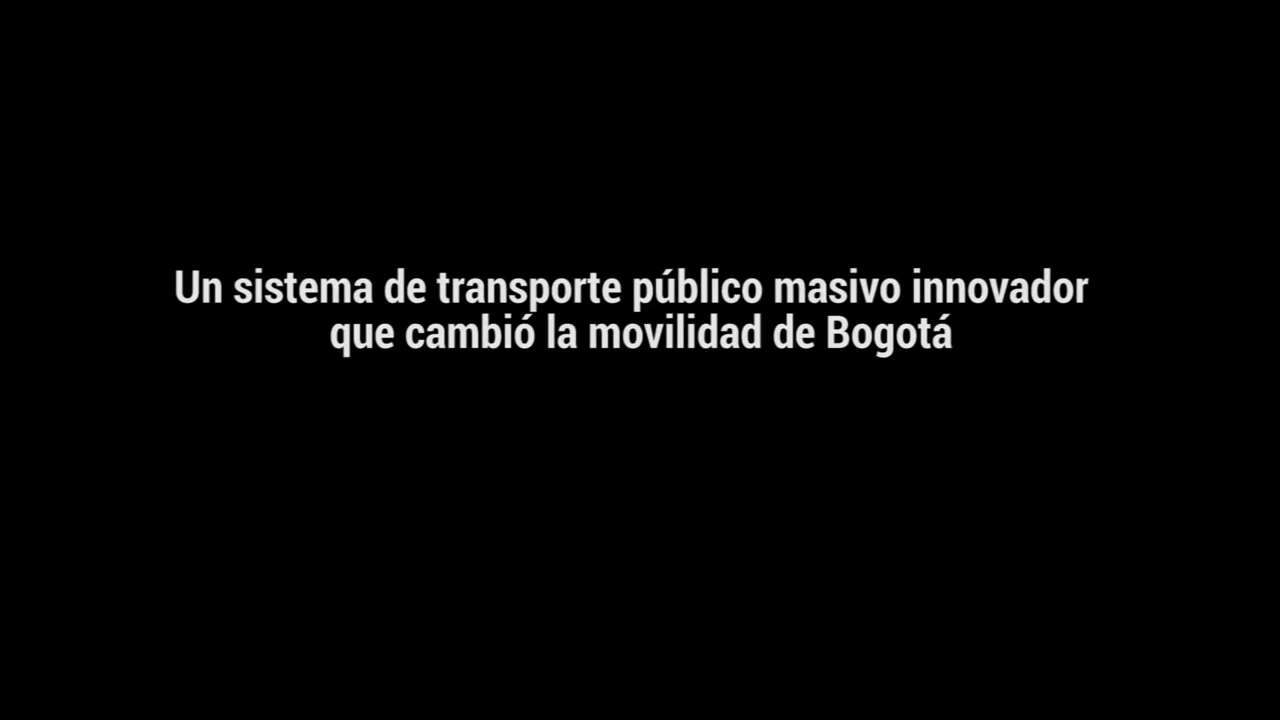 Un sistema de transporte público masivo innovador
que cambió la movilidad de Bogotá